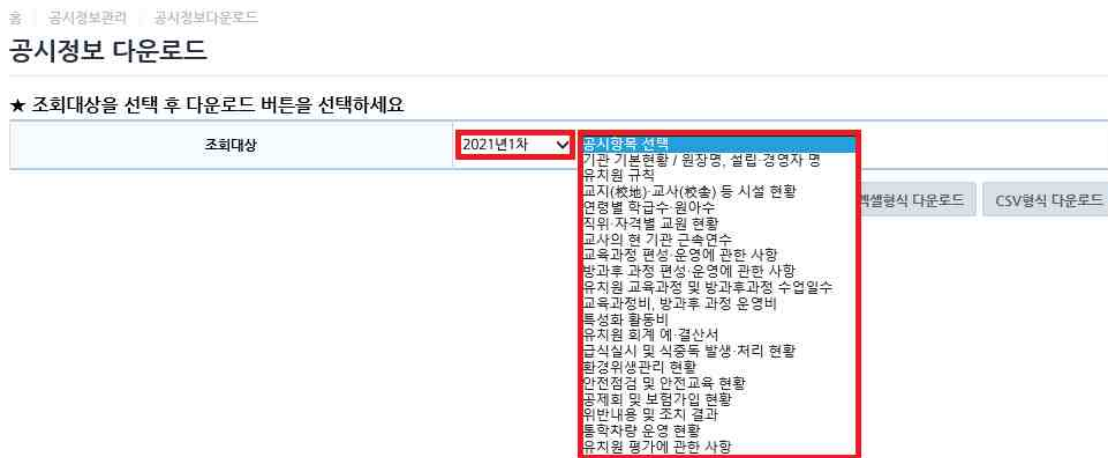 홈 공시정보관리 공시정보다운로드
공시정보 다운로드
★ 조회대상을 선택 후 다운로드 버튼을 선택하세요
조회대상 2021년1차 공시항목 선택
기관 기본현황 / 원장명, 설립·경영자 명
유치원 규칙
교지(校地)·교사(校舍) 등 시설 현황
연령별 학급수·원아수
직위·자격별 교원 현황
교사의 현 기관 근속연수
교육과정 편성·운영에 관한 사항
방과후 과정 편성·운영에 관한 사항
유치원 교육과정 및 방과후과정 수업일수
교육과정비, 방과후 과정 운영비
특성화 활동비
유치원 회계 예·결산서
급식실시 및 식중독 발생·처리 현황
환경위생관리 현황
안전점검 및 안전교육 현황
공제회 및 보험가입 현황
위반내용 및 조치 결과
통학차량 운영 현황
유치원 평가에 관한 사항
엑셀형식 다운로드 CSV형식 다운로드